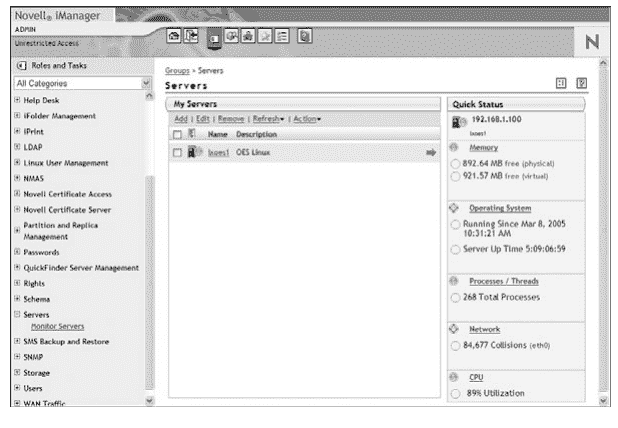 Novell® iManager
ADMIN
Unrestricted Access
N
Roles and Tasks
All Categories
Help Desk
iFolder Management
iPrint
LDAP
Linux User Management
NMAS
Novell Certificate Access
Novell Certificate Server
Partition and Replica
Management
Passwords
QuickFinder Server Management
Rights
Schema
Servers
Monitor Servers
SMS Backup and Restore
SNMP
Storage
Users
WAN Traffic
Groups > Servers
Servers
My Servers
Add | Edit | Remove | Refresh | Action
Name Description
lxoes1 OES Linux
Quick Status
192.168.1.100
lxoes1
Memory
892.64 MB free (physical)
921.57 MB free (virtual)
Operating System
Running Since Mar 8, 2005
10:31:21 AM
Server Up Time 5:09:06:59
Processes / Threads
268 Total Processes
Network
84,677 Collisions (eth0)
CPU
89% Utilization